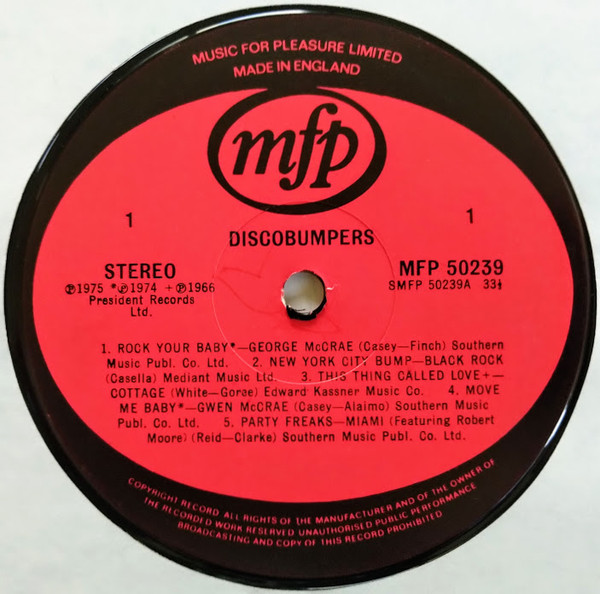 MUSIC FOR PLEASURE LIMITED
MADE IN ENGLAND
mfp
1 1
DISCOBUMPERS
STEREO MFP 50239
℗1975 *℗1974 +℗1966 SMFP 50239A 33⅓
President Records
Ltd.
1. ROCK YOUR BABY*—GEORGE McCRAE (Casey—Finch) Southern
Music Publ. Co. Ltd. 2. NEW YORK CITY BUMP—BLACK ROCK
(Casella) Mediant Music Ltd. 3. THIS THING CALLED LOVE+—
COTTAGE (White—Gorae) Edward Kassner Music Co. 4. MOVE
ME BABY*—GWEN McCRAE (Casey—Alaimo) Southern Music
Publ. Co. Ltd. 5. PARTY FREAKS—MIAMI (Featuring Robert
Moore) (Reid—Clarke) Southern Music Publ. Co. Ltd.
COPYRIGHT RECORD ALL RIGHTS OF THE MANUFACTURER AND OF THE OWNER OF
THE RECORDED WORK RESERVED UNAUTHORISED PUBLIC PERFORMANCE
BROADCASTING AND COPY OF THIS RECORD PROHIBITED